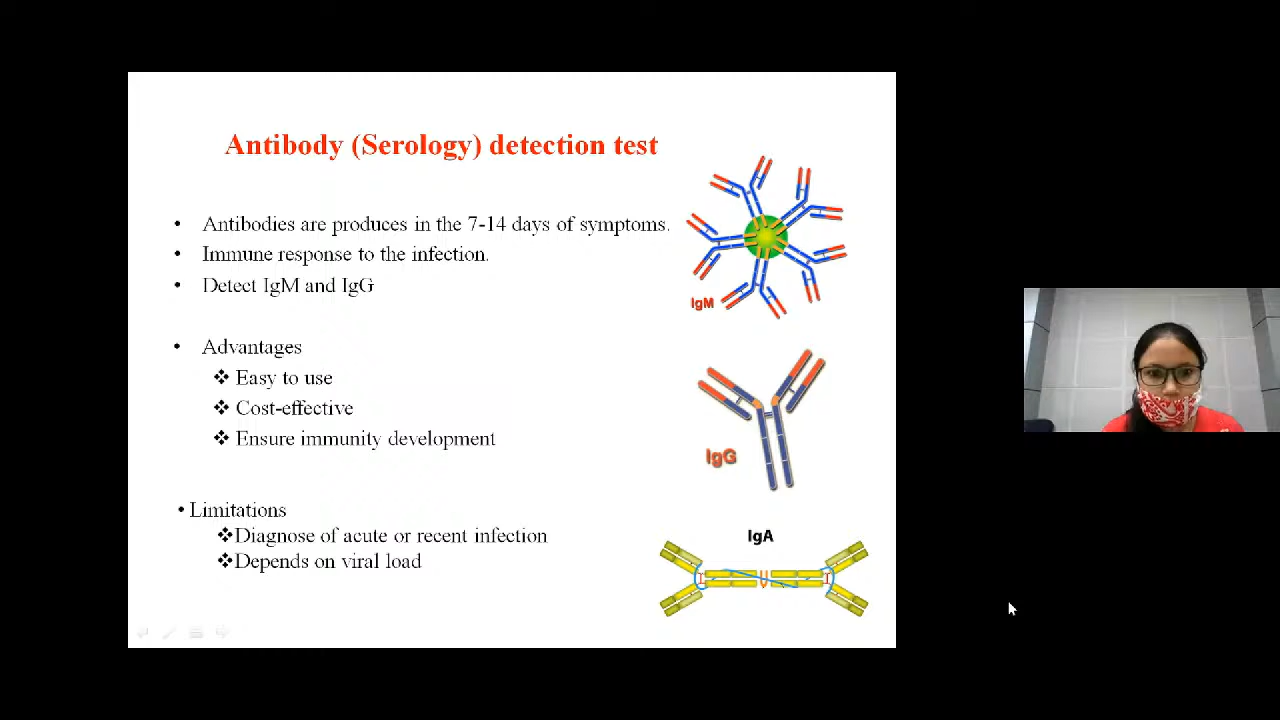 Antibody (Serology) detection test
• Antibodies are produces in the 7-14 days of symptoms.
• Immune response to the infection.
• Detect IgM and IgG
• Advantages
❖ Easy to use
❖ Cost-effective
❖ Ensure immunity development
• Limitations
❖Diagnose of acute or recent infection
❖Depends on viral load
IgM
IgG
IgA